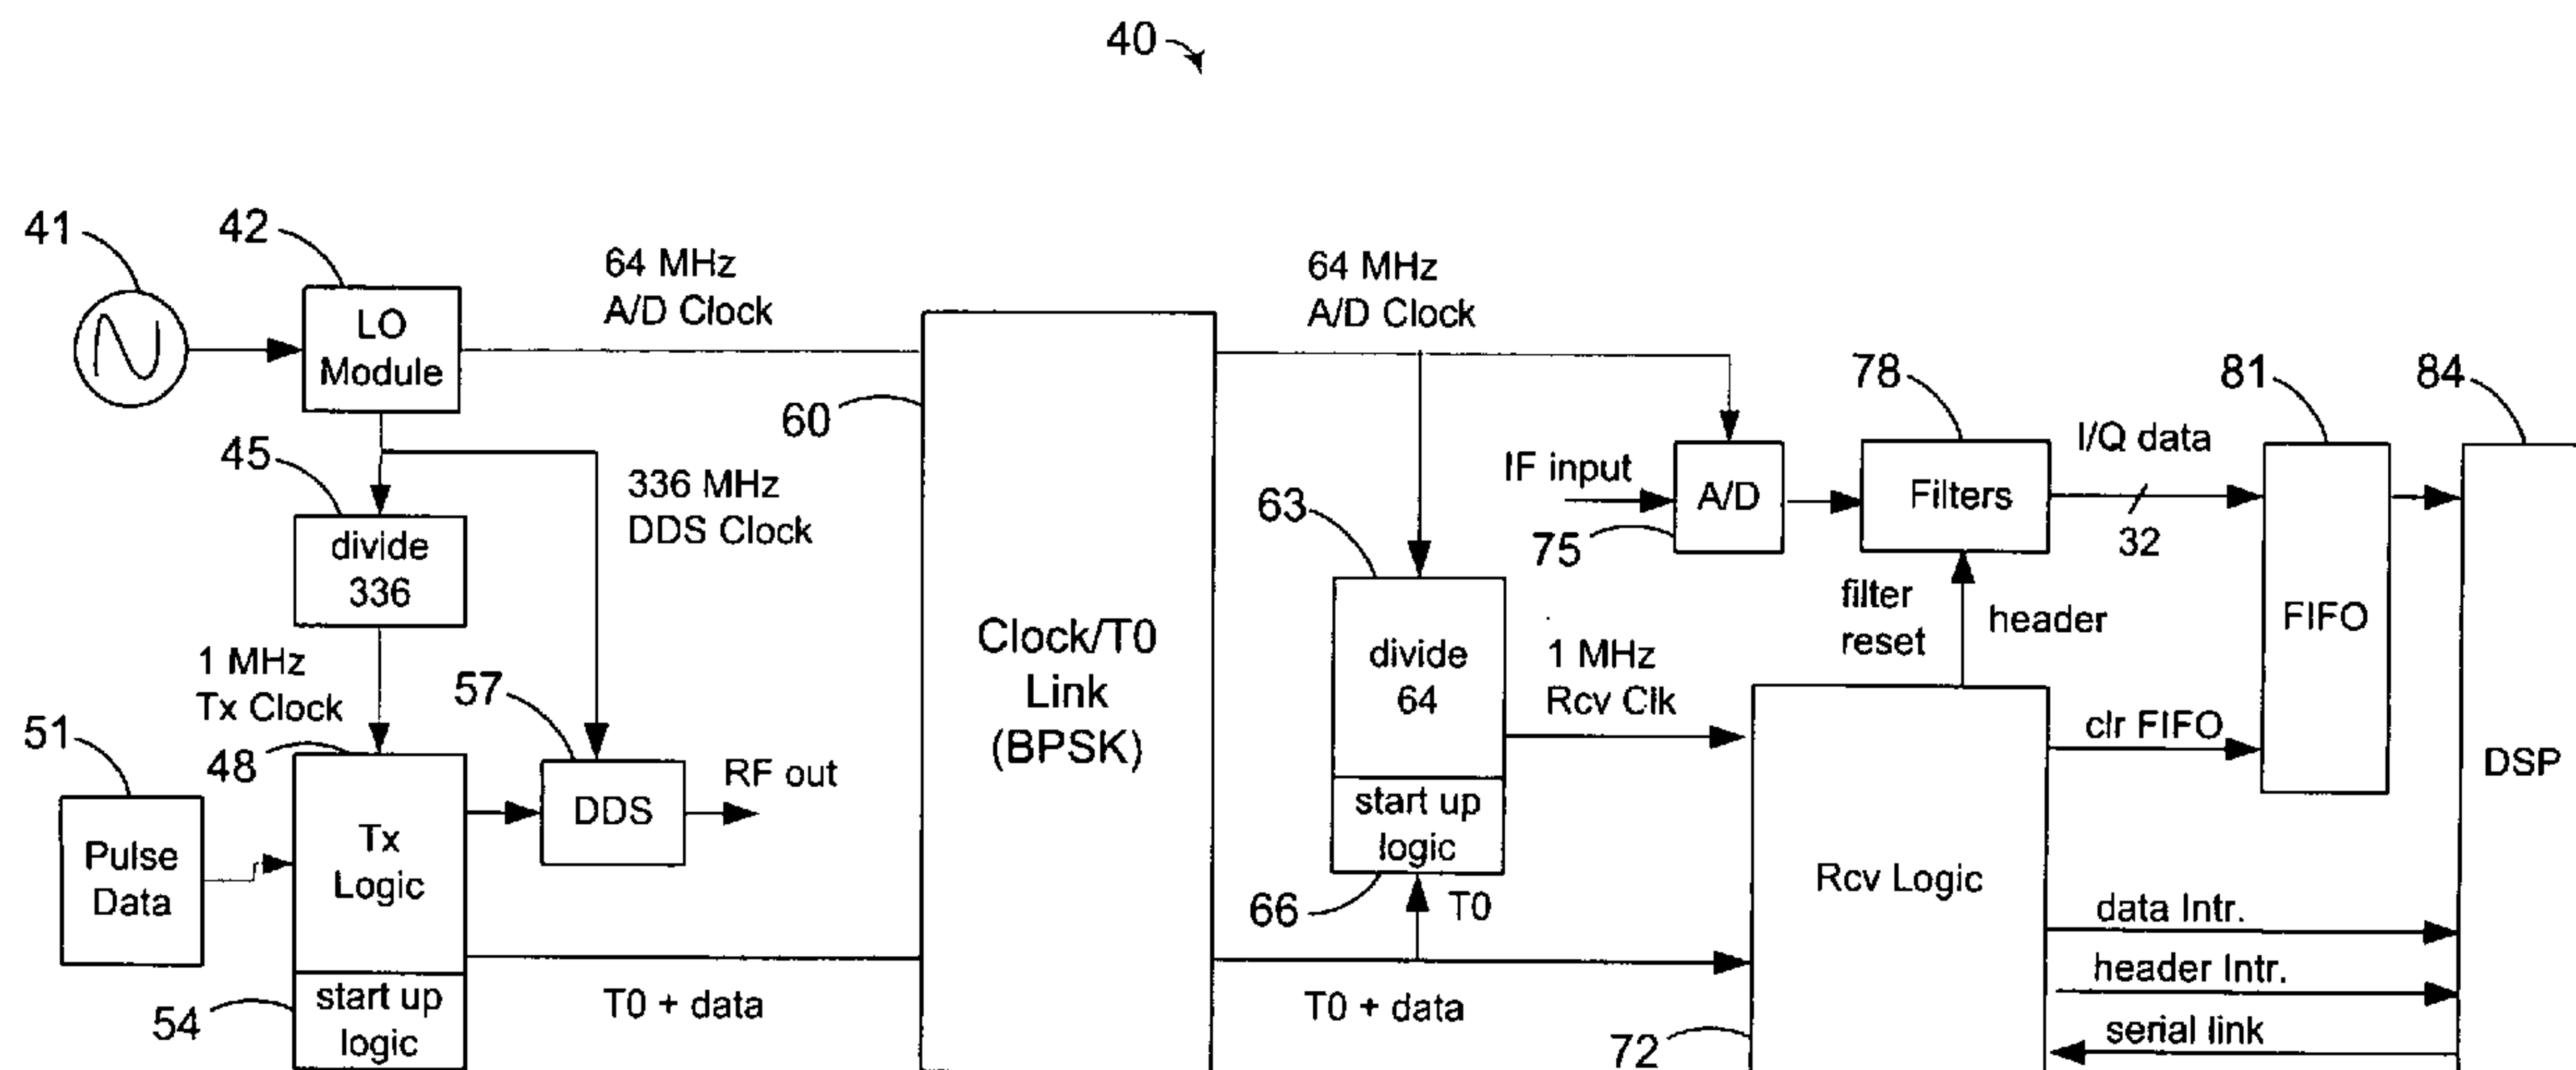 40
41
42
64 MHz
A/D Clock
LO
Module
60
45
336 MHz
DDS Clock
divide
336
1 MHz
Tx Clock
48
57
51
Pulse
Data
Tx
Logic
DDS
RF out
54
start up
logic
T0 + data
Clock/T0
Link
(BPSK)
64 MHz
A/D Clock
63
divide
64
1 MHz
Rcv Clk
start up
logic
66
T0
T0 + data
72
IF input
A/D
75
78
Filters
I/Q data
32
filter
reset
header
81
FIFO
84
DSP
clr FIFO
Rcv Logic
data Intr.
header Intr.
serial link